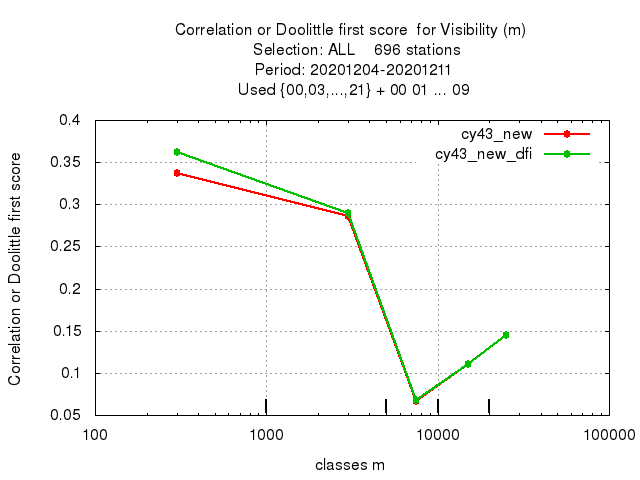 Correlation or Doolittle first score  for Visibility (m)
Selection: ALL    696 stations
Period: 20201204-20201211
Used {00,03,...,21} + 00 01 ... 09
cy43_new
cy43_new_dfi
0.4
0.35
0.3
0.25
0.2
0.15
0.1
0.05
Correlation or Doolittle first score
100
1000
10000
100000
classes m